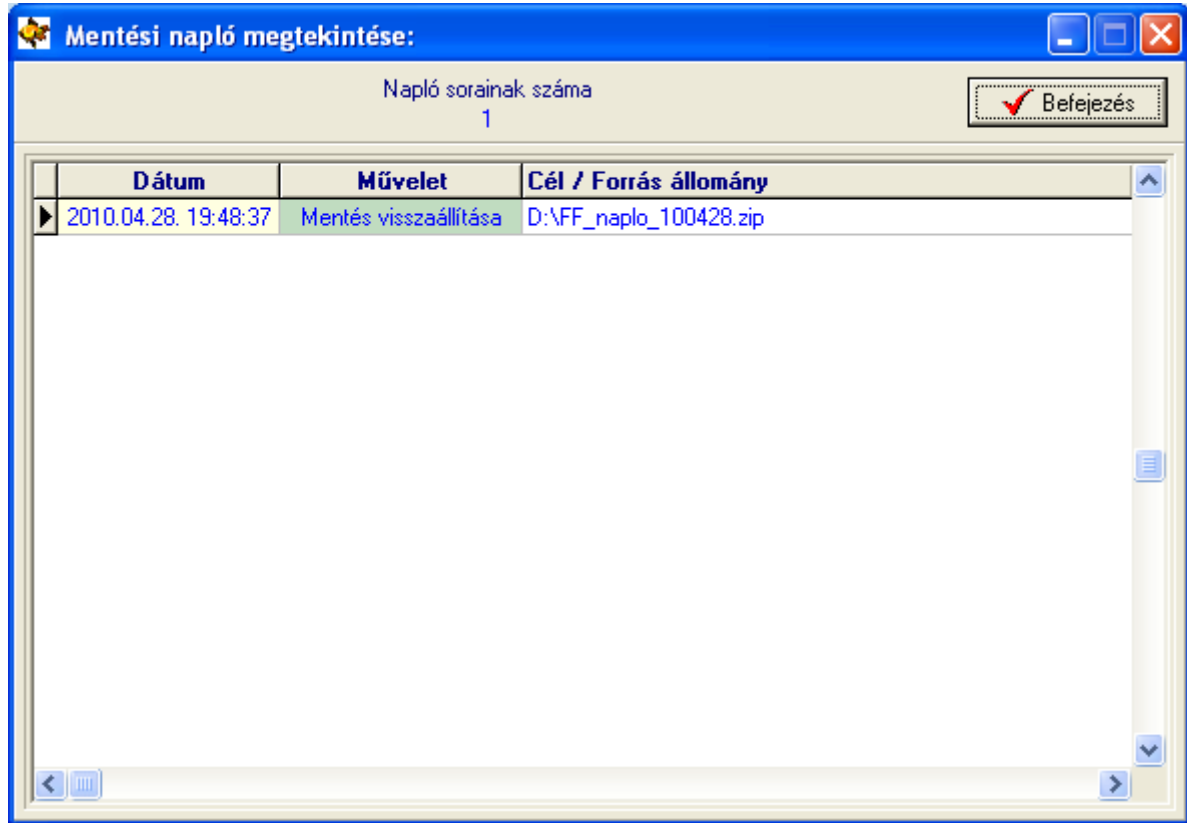 Mentési napló megtekintése:
Napló sorainak száma
1
Befejezés
Dátum Művelet Cél / Forrás állomány
2010.04.28. 19:48:37 Mentés visszaállítása D:\FF_naplo_100428.zip